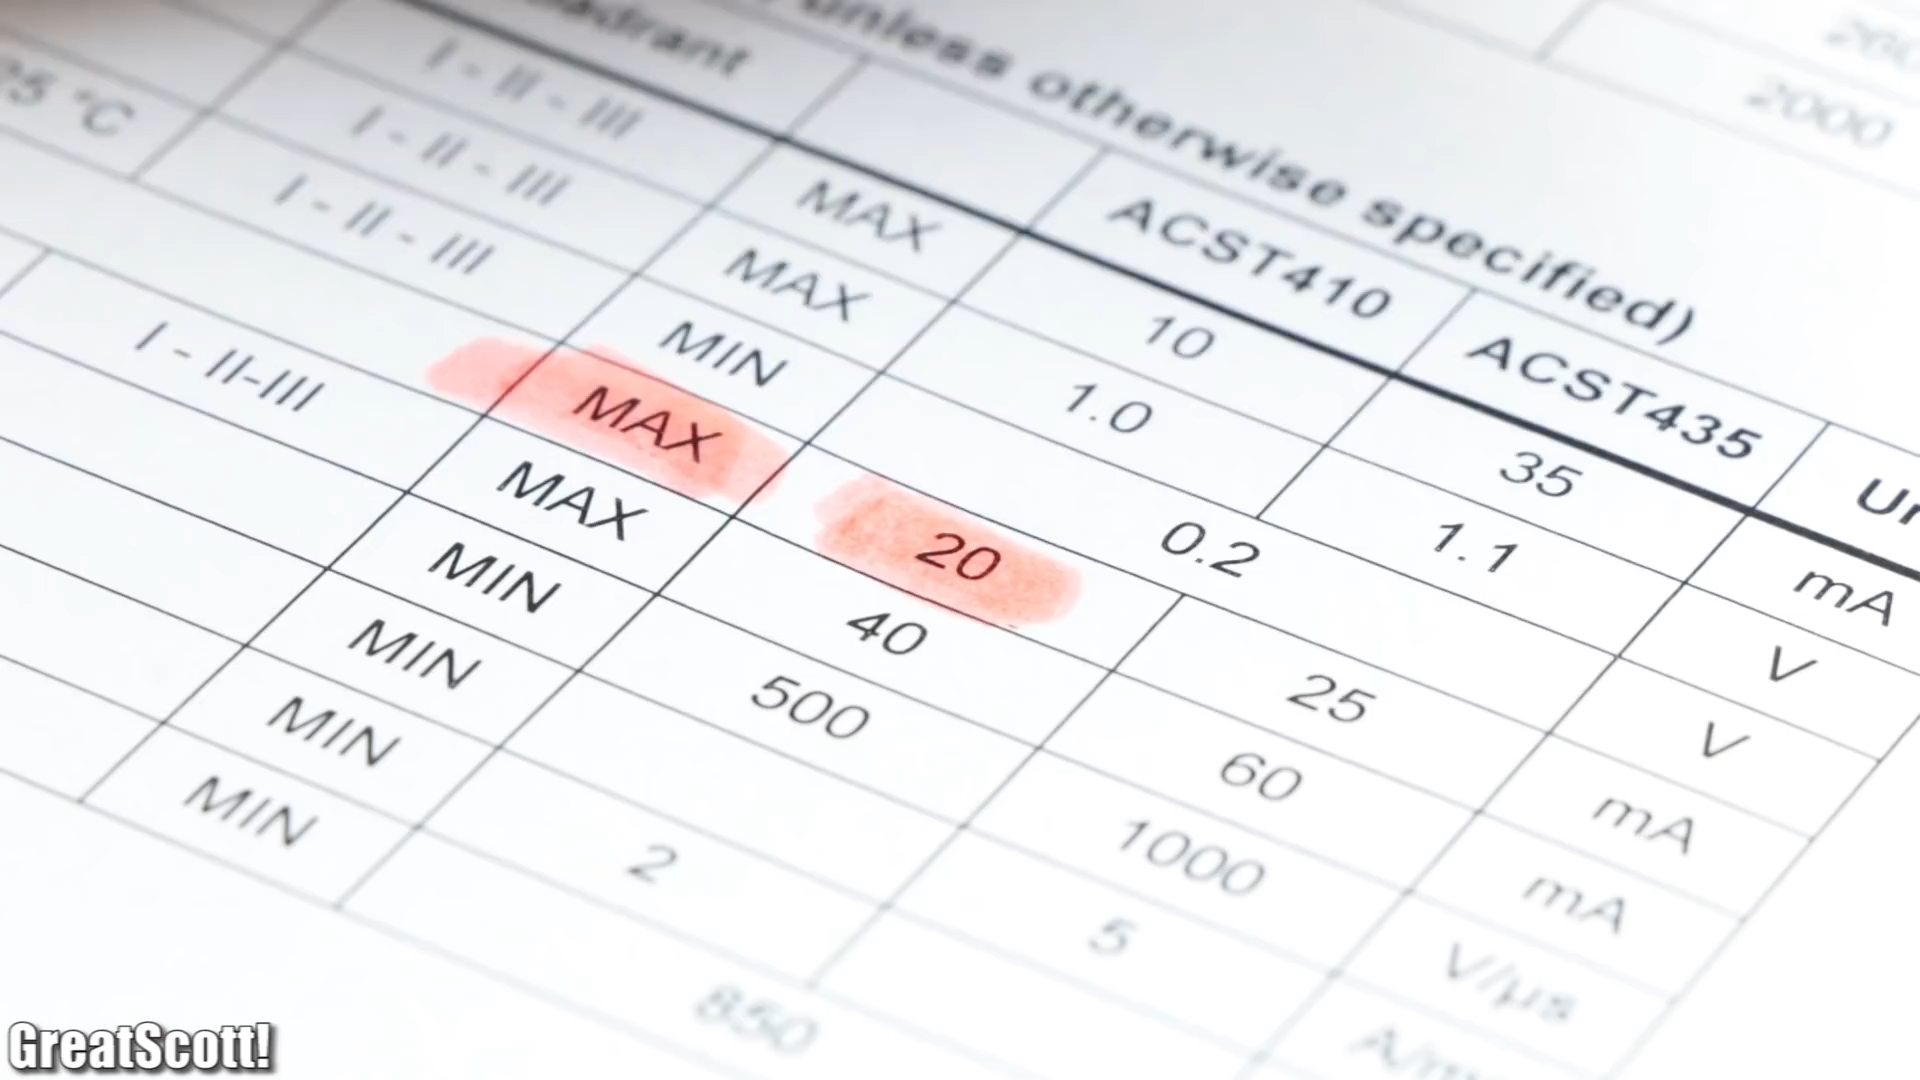 unless otherwise specified)
2000
ACST410 ACST435
I - II - III MAX 10 35 mA
I - II - III MAX 1.0 1.1 V
°C I - II - III MIN 0.2 V
MAX 20 25 mA
I - II-III MAX 40 60 mA
MIN 500 1000 V/µs
MIN 5
MIN 2
MIN 850
GreatScott!